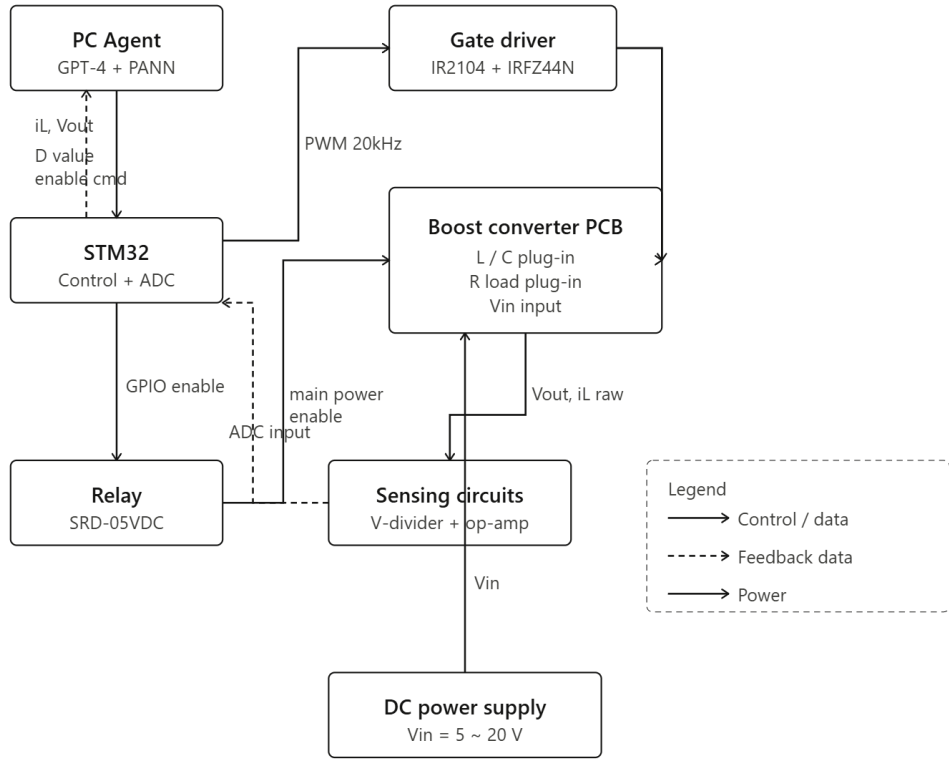 PC Agent
GPT-4 + PANN
Gate driver
IR2104 + IRFZ44N
iL, Vout
D value
enable cmd
PWM 20kHz
STM32
Control + ADC
Boost converter PCB
L / C plug-in
R load plug-in
Vin input
GPIO enable
main power
enable
ADC input
Vout, iL raw
Relay
SRD-05VDC
Sensing circuits
V-divider + op-amp
Legend
Control / data
Feedback data
Power
Vin
DC power supply
Vin = 5 ~ 20 V